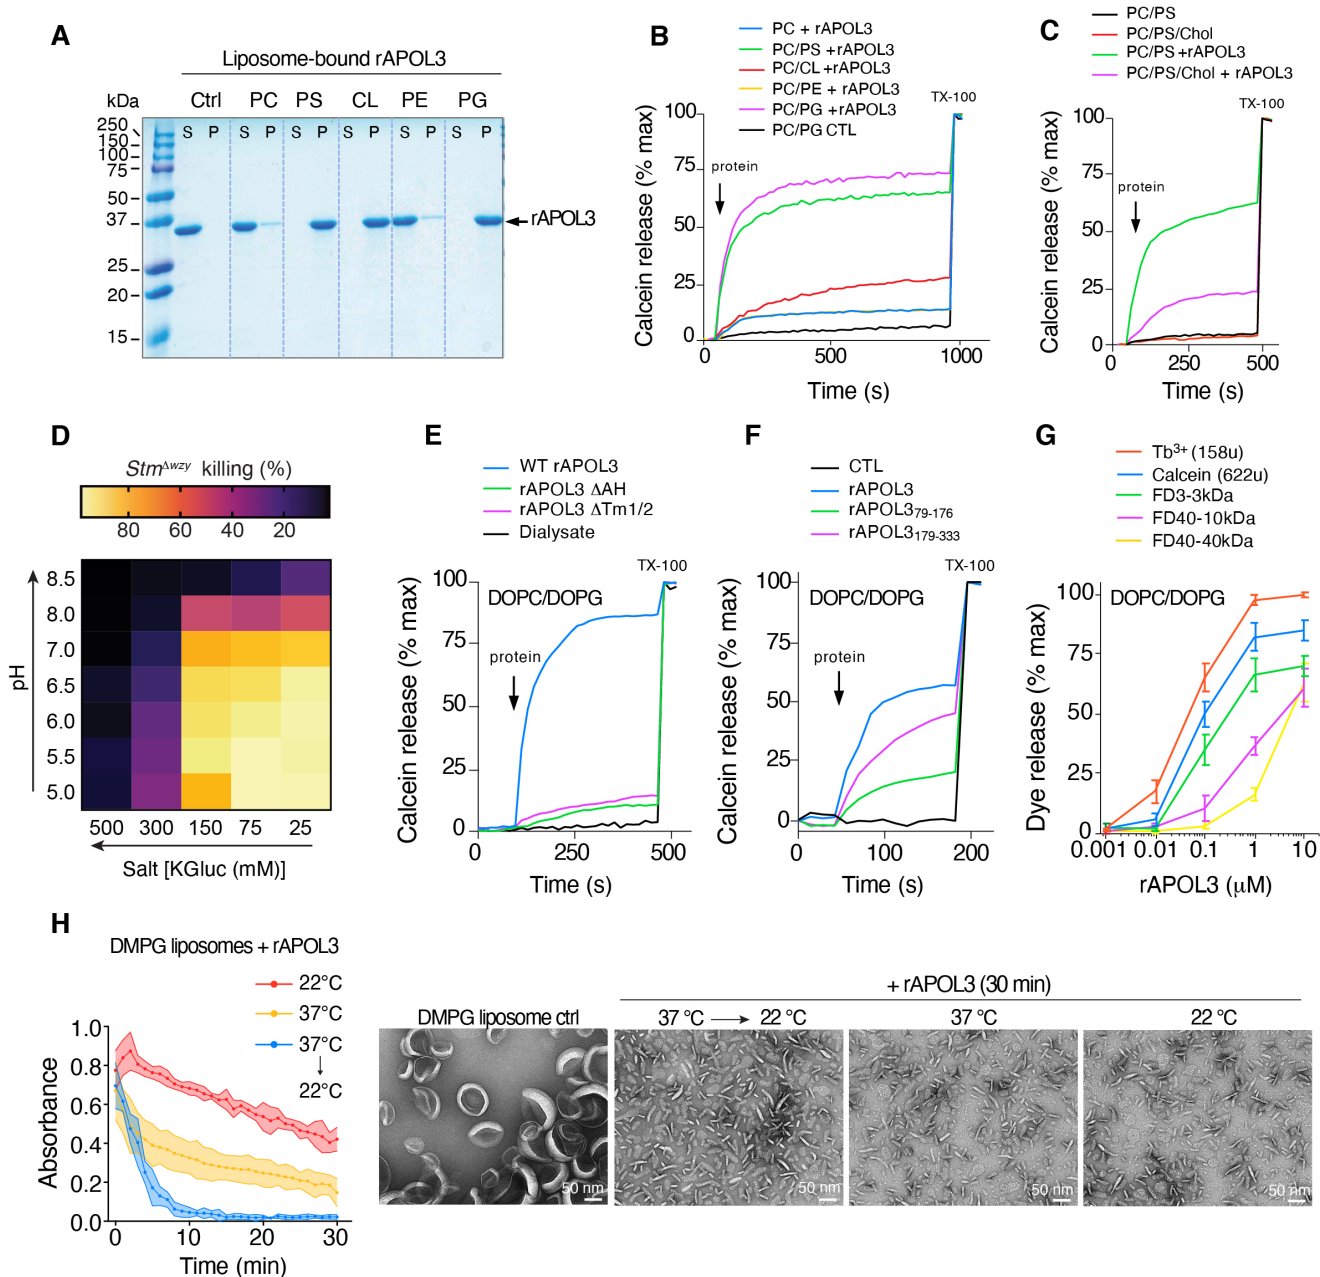 A
Liposome-bound rAPOL3
kDa
Ctrl PC PS CL PE PG
S P S P S P S P S P S P
250
150
100
75
50
37
25
20
15
rAPOL3
B
PC + rAPOL3
PC/PS +rAPOL3
PC/CL +rAPOL3
PC/PE + rAPOL3
PC/PG +rAPOL3
PC/PG CTL
TX-100
protein
Calcein release (% max)
100
75
50
25
0
0 500 1000
Time (s)
C
PC/PS
PC/PS/Chol
PC/PS +rAPOL3
PC/PS/Chol + rAPOL3
TX-100
protein
Calcein release (% max)
100
75
50
25
0
0 250 500
Time (s)
D
Stm^Δwzy killing (%)
80 60 40 20
pH
8.5
8.0
7.0
6.5
6.0
5.5
5.0
500 300 150 75 25
Salt [KGluc (mM)]
E
WT rAPOL3
rAPOL3 ΔAH
rAPOL3 ΔTm1/2
Dialysate
TX-100
DOPC/DOPG
protein
Calcein release (% max)
100
75
50
25
0
0 250 500
Time (s)
F
CTL
rAPOL3
rAPOL3 79-176
rAPOL3 179-333
TX-100
DOPC/DOPG
protein
Calcein release (% max)
100
75
50
25
0
0 100 200
Time (s)
G
Tb3+ (158u)
Calcein (622u)
FD3-3kDa
FD40-10kDa
FD40-40kDa
DOPC/DOPG
Dye release (% max)
100
75
50
25
0
0.001 0.01 0.1 1 10
rAPOL3 (μM)
H
DMPG liposomes + rAPOL3
22°C
37°C
37°C
22°C
Absorbance
1.0
0.8
0.6
0.4
0.2
0.0
0 10 20 30
Time (min)
+ rAPOL3 (30 min)
DMPG liposome ctrl
37 °C 22 °C
37 °C
22 °C
50 nm
50 nm
50 nm
50 nm